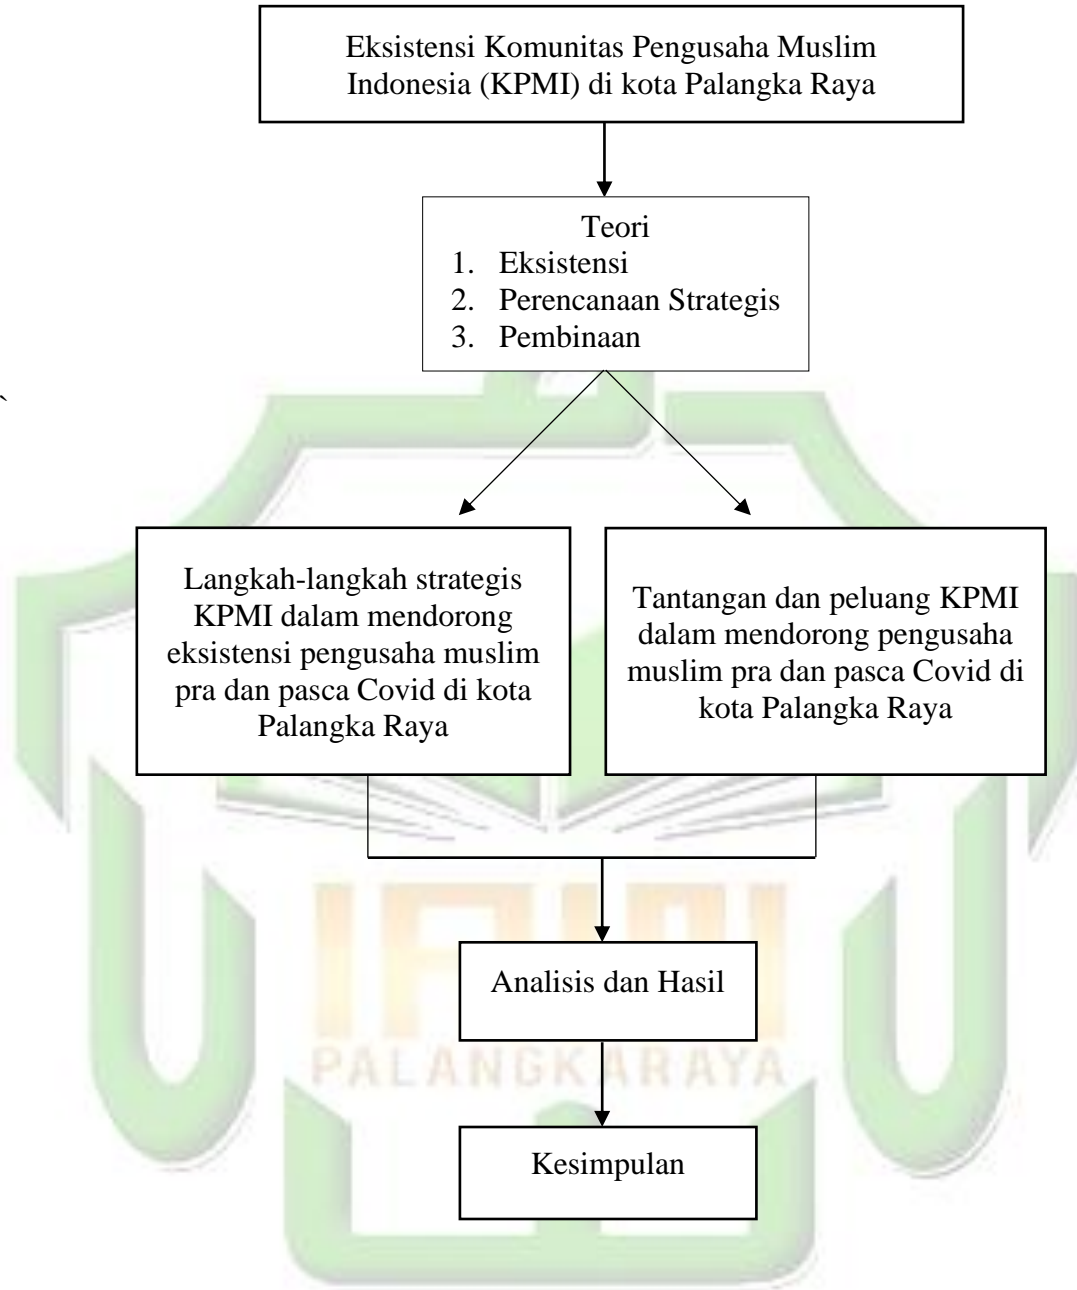 Eksistensi Komunitas Pengusaha Muslim
Indonesia (KPMI) di kota Palangka Raya
Teori
1. Eksistensi
2. Perencanaan Strategis
3. Pembinaan
`
Langkah-langkah strategis
KPMI dalam mendorong
eksistensi pengusaha muslim
pra dan pasca Covid di kota
Palangka Raya
Tantangan dan peluang KPMI
dalam mendorong pengusaha
muslim pra dan pasca Covid di
kota Palangka Raya
Analisis dan Hasil
PALANGKARAYA
Kesimpulan